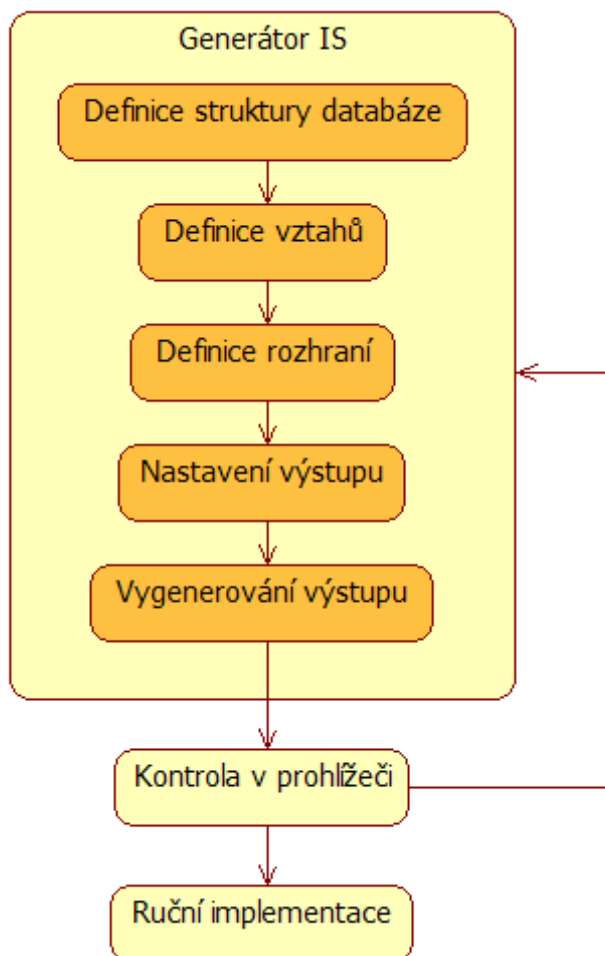 Generátor IS
Definice struktury databáze
Definice vztahů
Definice rozhraní
Nastavení výstupu
Vygenerování výstupu
Kontrola v prohlížeči
Ruční implementace